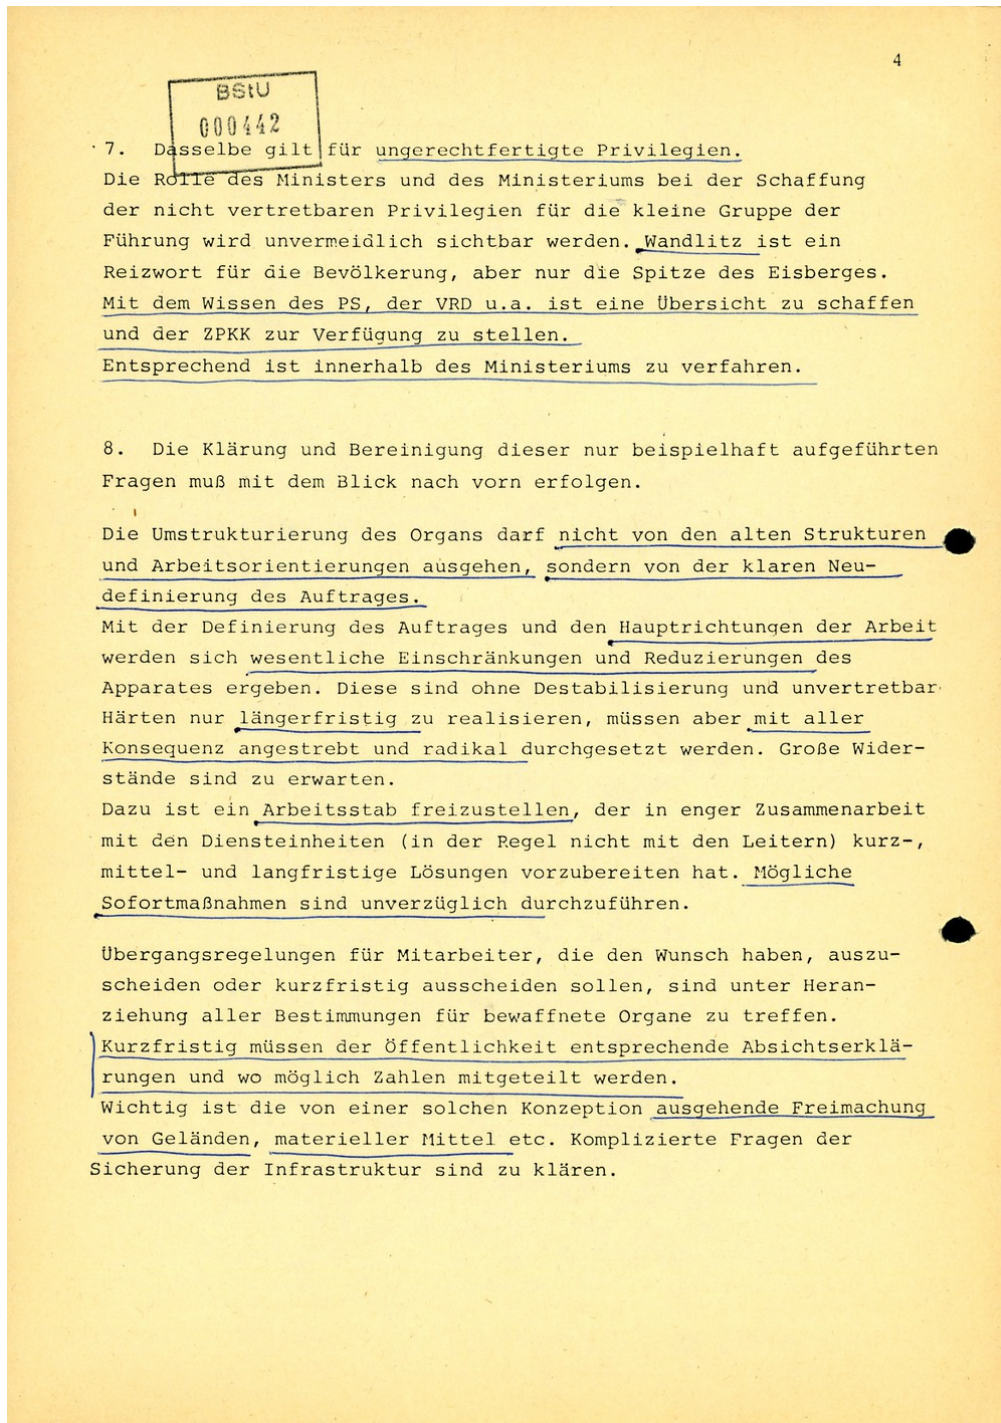 4
BStU
000442
7. Dasselbe gilt für ungerechtfertigte Privilegien.
Die Rolle des Ministers und des Ministeriums bei der Schaffung
der nicht vertretbaren Privilegien für die kleine Gruppe der
Führung wird unvermeidlich sichtbar werden. Wandlitz ist ein
Reizwort für die Bevölkerung, aber nur die Spitze des Eisberges.
Mit dem Wissen des PS, der VRD u.a. ist eine Übersicht zu schaffen
und der ZPKK zur Verfügung zu stellen.
Entsprechend ist innerhalb des Ministeriums zu verfahren.
8. Die Klärung und Bereinigung dieser nur beispielhaft aufgeführten
Fragen muß mit dem Blick nach vorn erfolgen.
Die Umstrukturierung des Organs darf nicht von den alten Strukturen
und Arbeitsorientierungen ausgehen, sondern von der klaren Neu-
definierung des Auftrages.
Mit der Definierung des Auftrages und den Hauptrichtungen der Arbeit
werden sich wesentliche Einschränkungen und Reduzierungen des
Apparates ergeben. Diese sind ohne Destabilisierung und unvertretbar
Härten nur längerfristig zu realisieren, müssen aber mit aller
Konsequenz angestrebt und radikal durchgesetzt werden. Große Wider-
stände sind zu erwarten.
Dazu ist ein Arbeitsstab freizustellen, der in enger Zusammenarbeit
mit den Diensteinheiten (in der Regel nicht mit den Leitern) kurz-,
mittel- und langfristige Lösungen vorzubereiten hat. Mögliche
Sofortmaßnahmen sind unverzüglich durchzuführen.
Übergangsregelungen für Mitarbeiter, die den Wunsch haben, auszu-
scheiden oder kurzfristig ausscheiden sollen, sind unter Heran-
ziehung aller Bestimmungen für bewaffnete Organe zu treffen.
Kurzfristig müssen der Öffentlichkeit entsprechende Absichtserklä-
rungen und wo möglich Zahlen mitgeteilt werden.
Wichtig ist die von einer solchen Konzeption ausgehende Freimachung
von Geländen, materieller Mittel etc. Komplizierte Fragen der
Sicherung der Infrastruktur sind zu klären.